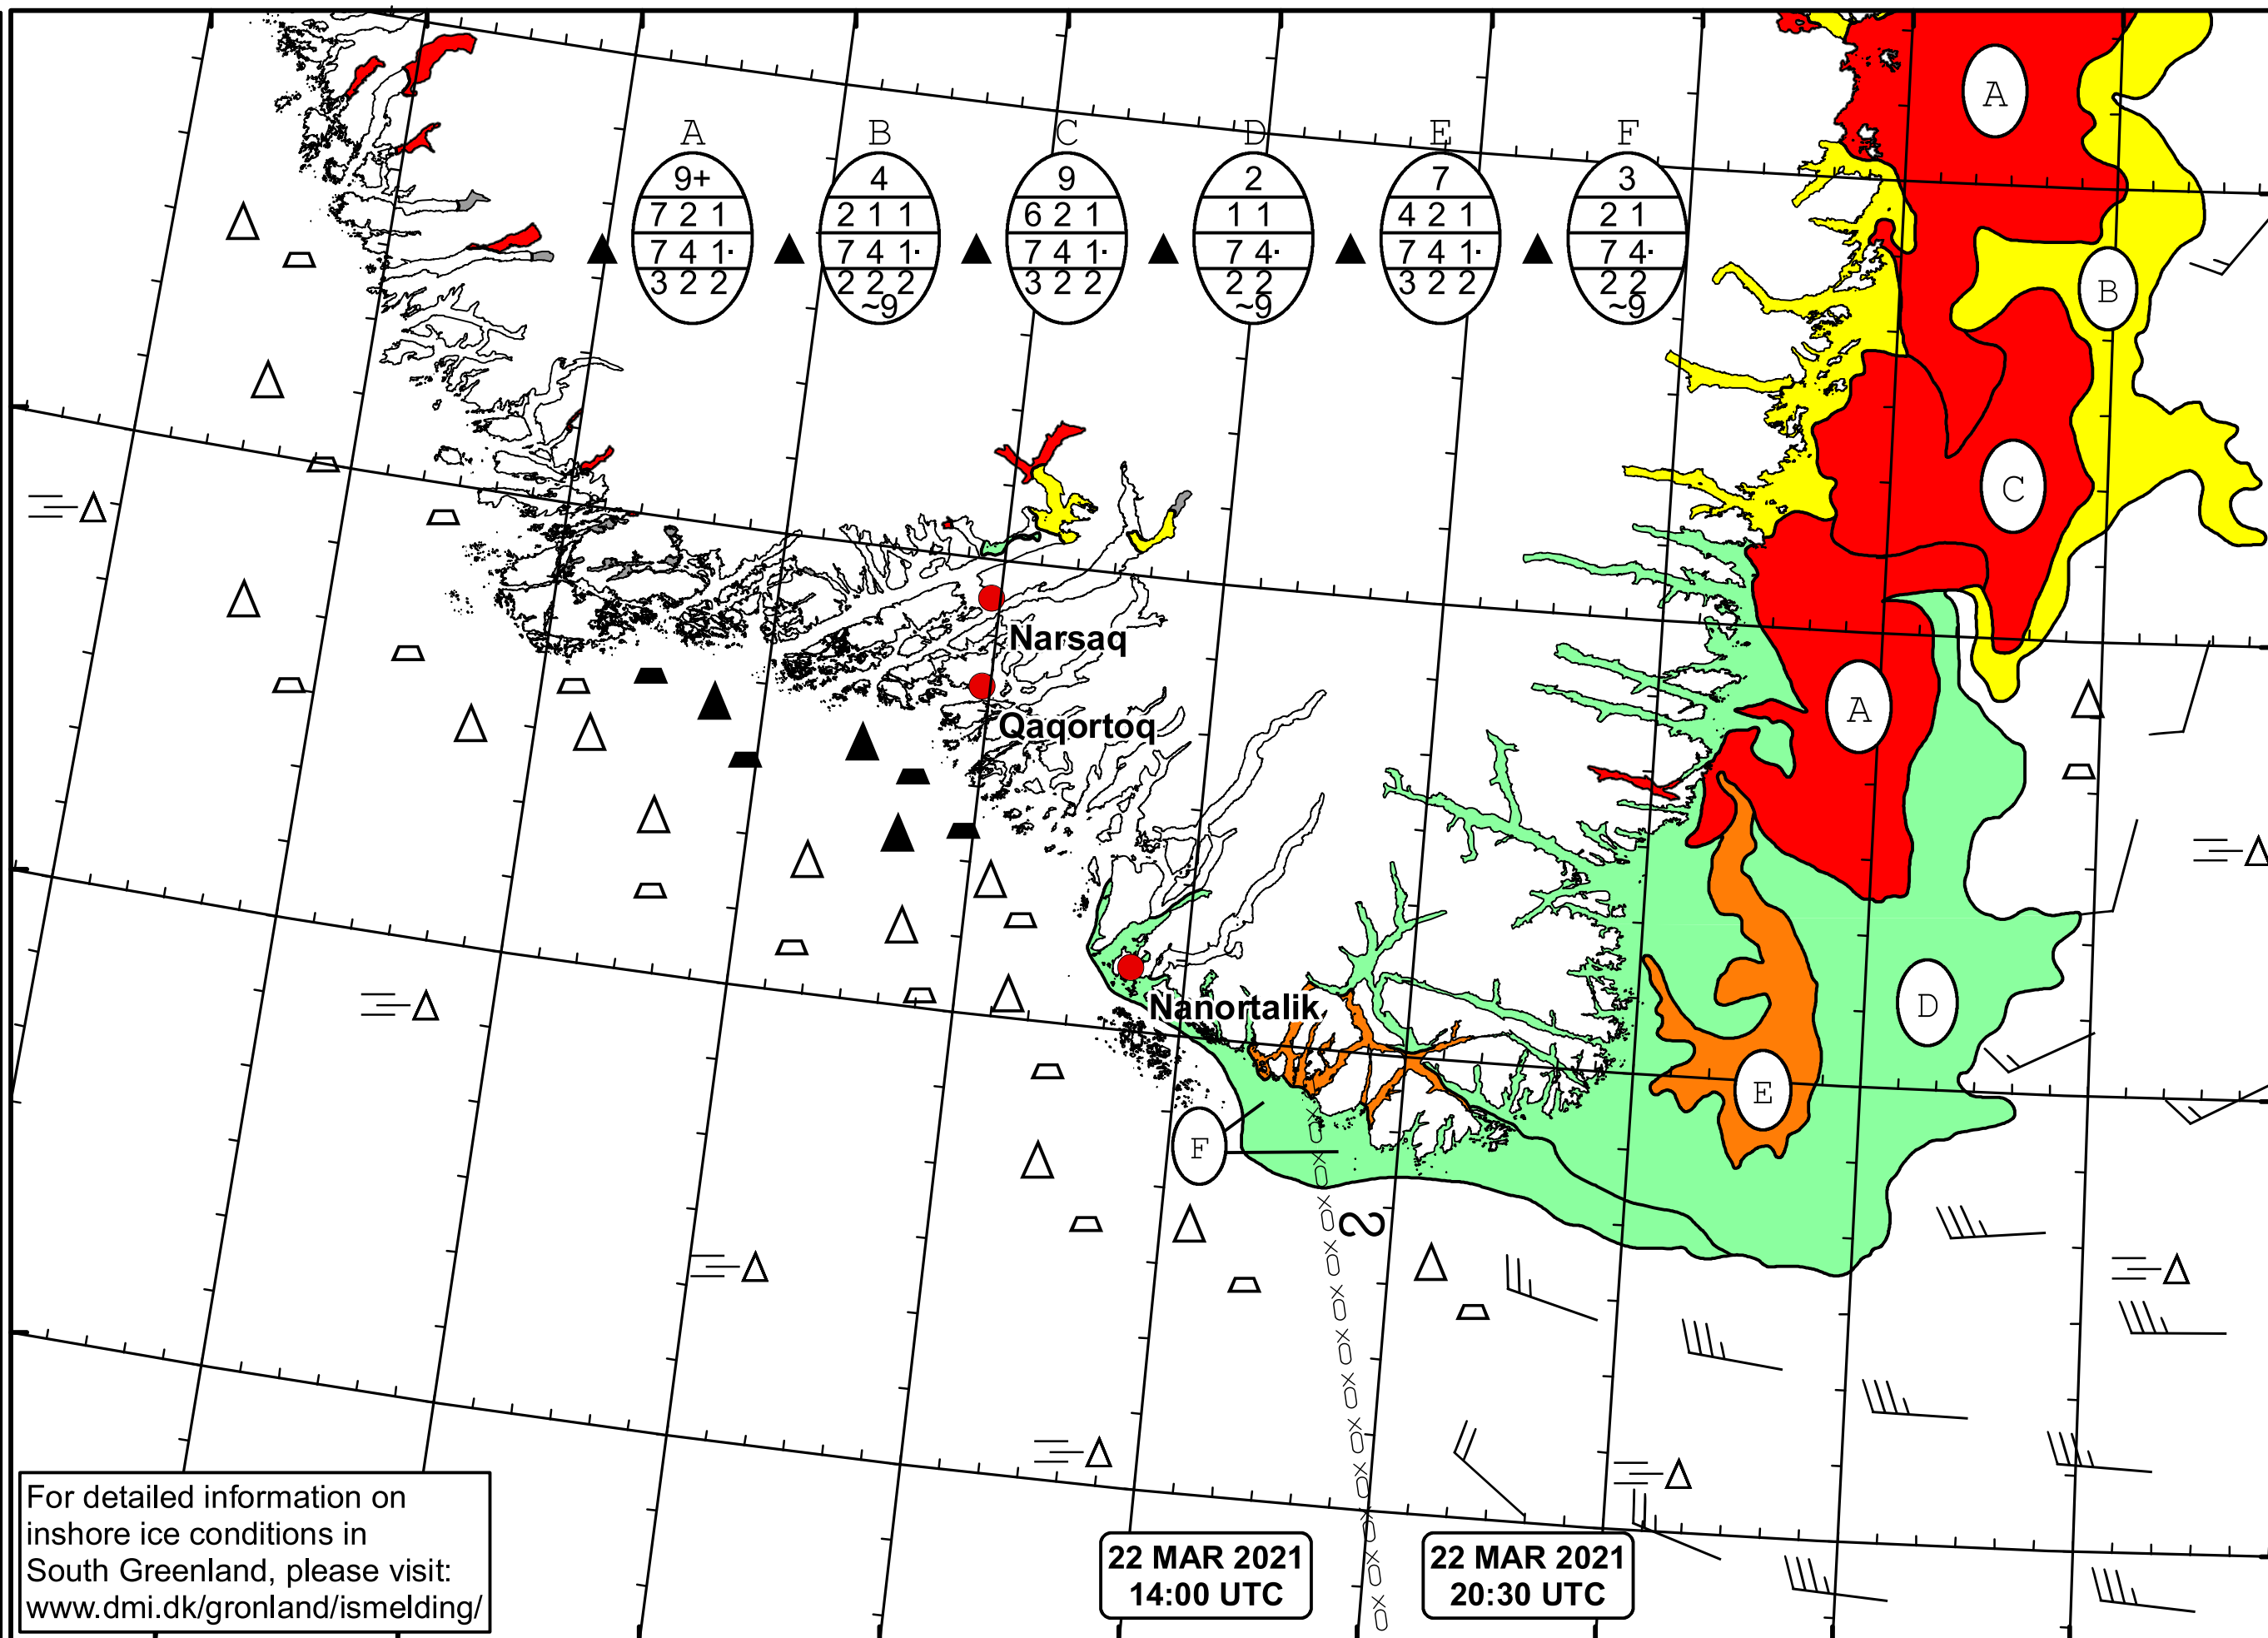 A B C D E F
9+ 4 9 2 7 3
7 2 1 2 1 1 6 2 1 1 1 4 2 1 2 1
7 4 1· 7 4 1· 7 4 1· 7 4· 7 4 1· 7 4·
3 2 2 2 2 2 3 2 2 2 2 3 2 2 2 2
~9 ~9 ~9
A
B
C
Narsaq
A
Qaqortoq
Nanortalik
D
E
F
2
For detailed information on
inshore ice conditions in
South Greenland, please visit:
www.dmi.dk/gronland/ismelding/
22 MAR 2021
14:00 UTC
22 MAR 2021
20:30 UTC